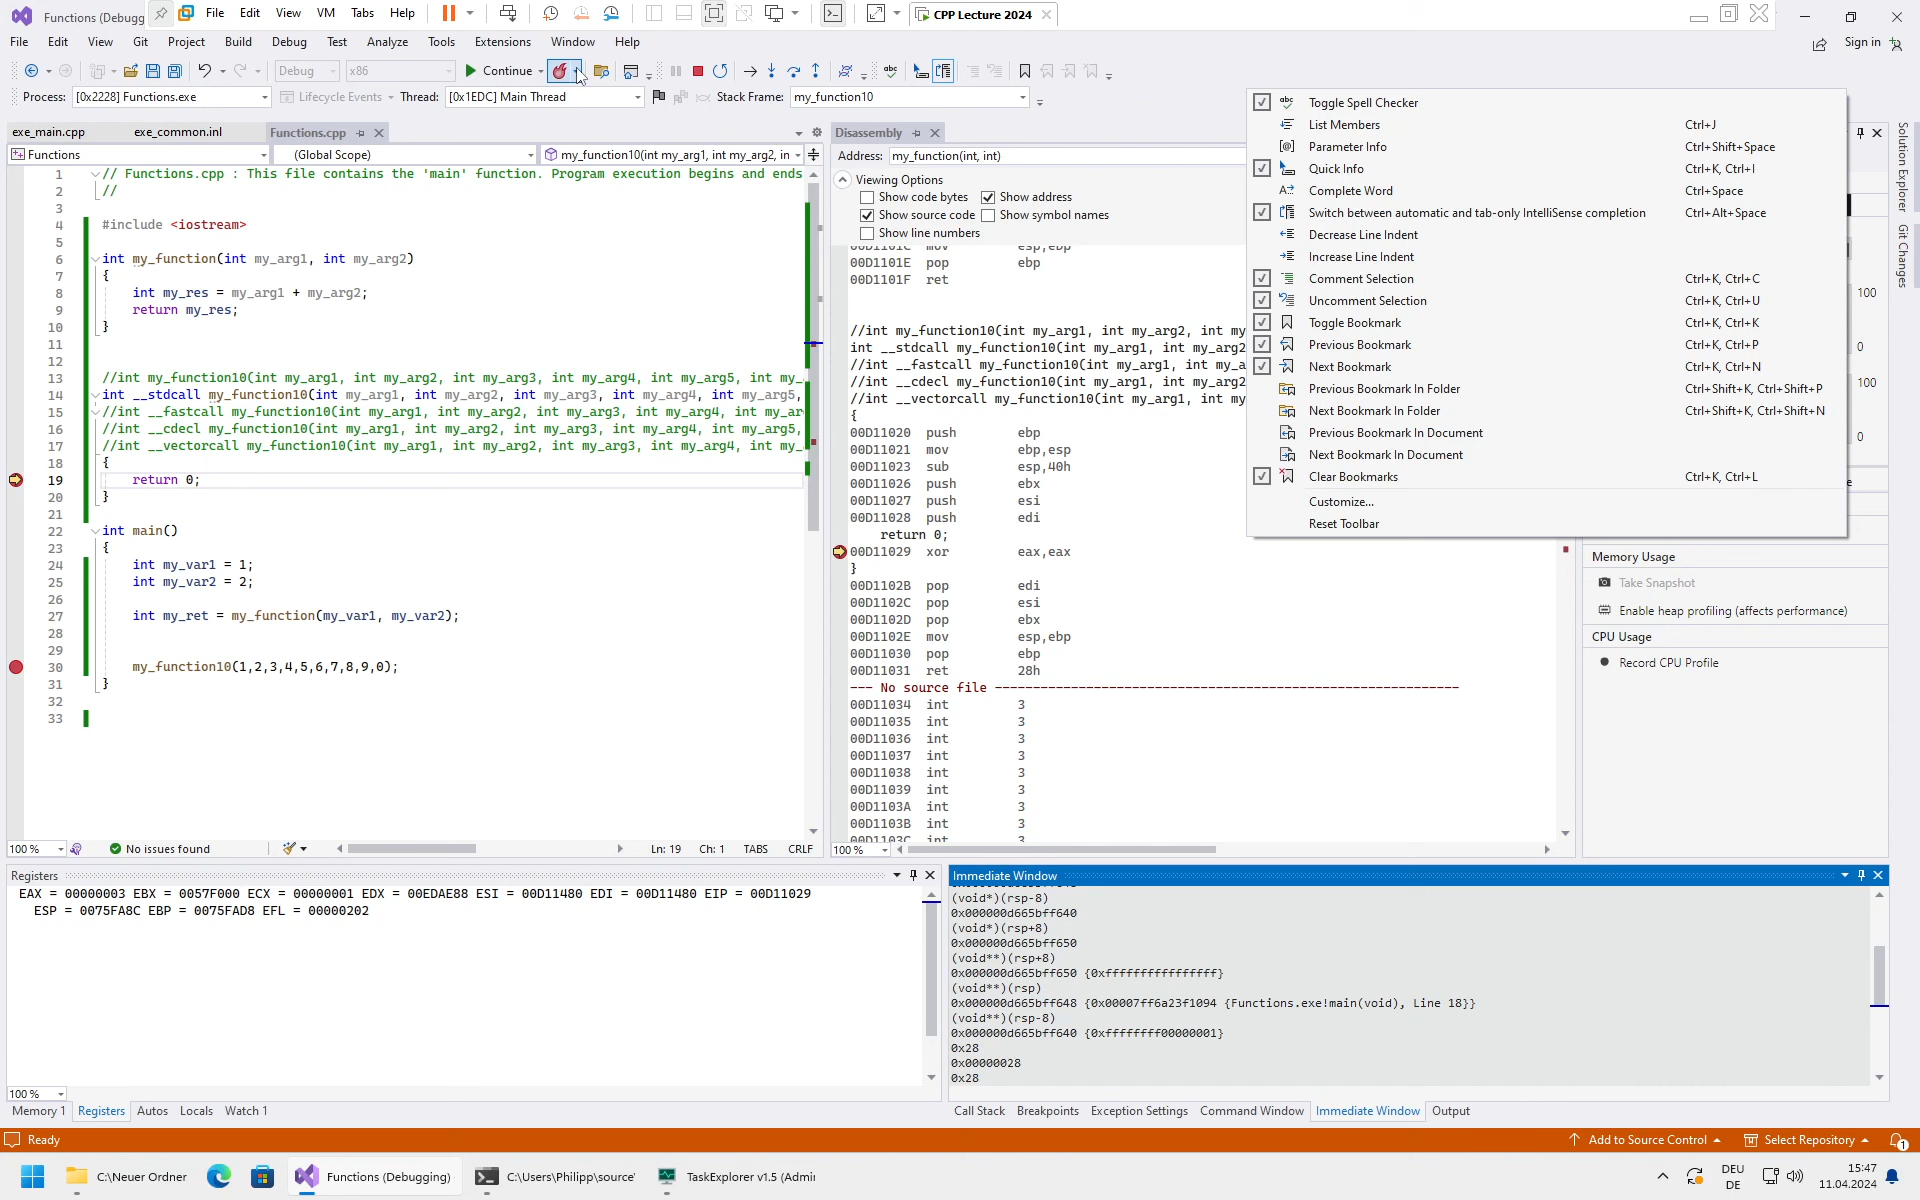 Functions (Debugg
File Edit View VM Tabs Help
CPP Lecture 2024
File Edit View Git Project Build Debug Test Analyze Tools Extensions Window Help
Sign in
Debug x86 Continue
Process: [0x2228] Functions.exe Lifecycle Events Thread: [0x1EDC] Main Thread Stack Frame: my_function10
exe_main.cpp exe_common.inl Functions.cpp
Functions (Global Scope) my_function10(int my_arg1, int my_arg2, in
1 // Functions.cpp : This file contains the 'main' function. Program execution begins and ends
2 //
3
4 #include <iostream>
5
6 int my_function(int my_arg1, int my_arg2)
7 {
8 int my_res = my_arg1 + my_arg2;
9 return my_res;
10 }
11
12
13 //int my_function10(int my_arg1, int my_arg2, int my_arg3, int my_arg4, int my_arg5, int my_
14 int __stdcall my_function10(int my_arg1, int my_arg2, int my_arg3, int my_arg4, int my_arg5,
15 //int __fastcall my_function10(int my_arg1, int my_arg2, int my_arg3, int my_arg4, int my_ar
16 //int __cdecl my_function10(int my_arg1, int my_arg2, int my_arg3, int my_arg4, int my_arg5,
17 //int __vectorcall my_function10(int my_arg1, int my_arg2, int my_arg3, int my_arg4, int my_
18 {
19 return 0;
20 }
21
22 int main()
23 {
24 int my_var1 = 1;
25 int my_var2 = 2;
26
27 int my_ret = my_function(my_var1, my_var2);
28
29
30 my_function10(1,2,3,4,5,6,7,8,9,0);
31 }
32
33
100 % No issues found Ln: 19 Ch: 1 TABS CRLF
Disassembly
Address: my_function(int, int)
Viewing Options
Show code bytes Show address
Show source code Show symbol names
Show line numbers
00D1101C mov esp,ebp
00D1101E pop ebp
00D1101F ret
//int my_function10(int my_arg1, int my_arg2, int my
int __stdcall my_function10(int my_arg1, int my_arg2
//int __fastcall my_function10(int my_arg1, int my_a
//int __cdecl my_function10(int my_arg1, int my_arg2
//int __vectorcall my_function10(int my_arg1, int my
{
00D11020 push ebp
00D11021 mov ebp,esp
00D11023 sub esp,40h
00D11026 push ebx
00D11027 push esi
00D11028 push edi
return 0;
00D11029 xor eax,eax
}
00D1102B pop edi
00D1102C pop esi
00D1102D pop ebx
00D1102E mov esp,ebp
00D11030 pop ebp
00D11031 ret 28h
--- No source file -------------------------------------------------------------
00D11034 int 3
00D11035 int 3
00D11036 int 3
00D11037 int 3
00D11038 int 3
00D11039 int 3
00D1103A int 3
00D1103B int 3
00D1103C int 3
100 %
Toggle Spell Checker
List Members Ctrl+J
Parameter Info Ctrl+Shift+Space
Quick Info Ctrl+K, Ctrl+I
Complete Word Ctrl+Space
Switch between automatic and tab-only IntelliSense completion Ctrl+Alt+Space
Decrease Line Indent
Increase Line Indent
Comment Selection Ctrl+K, Ctrl+C
Uncomment Selection Ctrl+K, Ctrl+U
Toggle Bookmark Ctrl+K, Ctrl+K
Previous Bookmark Ctrl+K, Ctrl+P
Next Bookmark Ctrl+K, Ctrl+N
Previous Bookmark In Folder Ctrl+Shift+K, Ctrl+Shift+P
Next Bookmark In Folder Ctrl+Shift+K, Ctrl+Shift+N
Previous Bookmark In Document
Next Bookmark In Document
Clear Bookmarks Ctrl+K, Ctrl+L
Customize...
Reset Toolbar
100
0
100
0
e
Memory Usage
Take Snapshot
Enable heap profiling (affects performance)
CPU Usage
Record CPU Profile
Solution Explorer
Git Changes
Registers
EAX = 00000003 EBX = 0057F000 ECX = 00000001 EDX = 00EDAE88 ESI = 00D11480 EDI = 00D11480 EIP = 00D11029
ESP = 0075FA8C EBP = 0075FAD8 EFL = 00000202
100 %
Memory 1 Registers Autos Locals Watch 1
Immediate Window
(void*)(rsp-8)
0x000000d665bff640
(void*)(rsp+8)
0x000000d665bff650
(void**)(rsp+8)
0x000000d665bff650 {0xffffffffffffffff}
(void**)(rsp)
0x000000d665bff648 {0x00007ff6a23f1094 {Functions.exe!main(void), Line 18}}
(void**)(rsp-8)
0x000000d665bff640 {0xffffffff00000001}
0x28
0x00000028
0x28
Call Stack Breakpoints Exception Settings Command Window Immediate Window Output
Ready Add to Source Control Select Repository 1
C:\Neuer Ordner Functions (Debugging) C:\Users\Philipp\source' TaskExplorer v1.5 (Admin
DEU
DE
15:47
11.04.2024